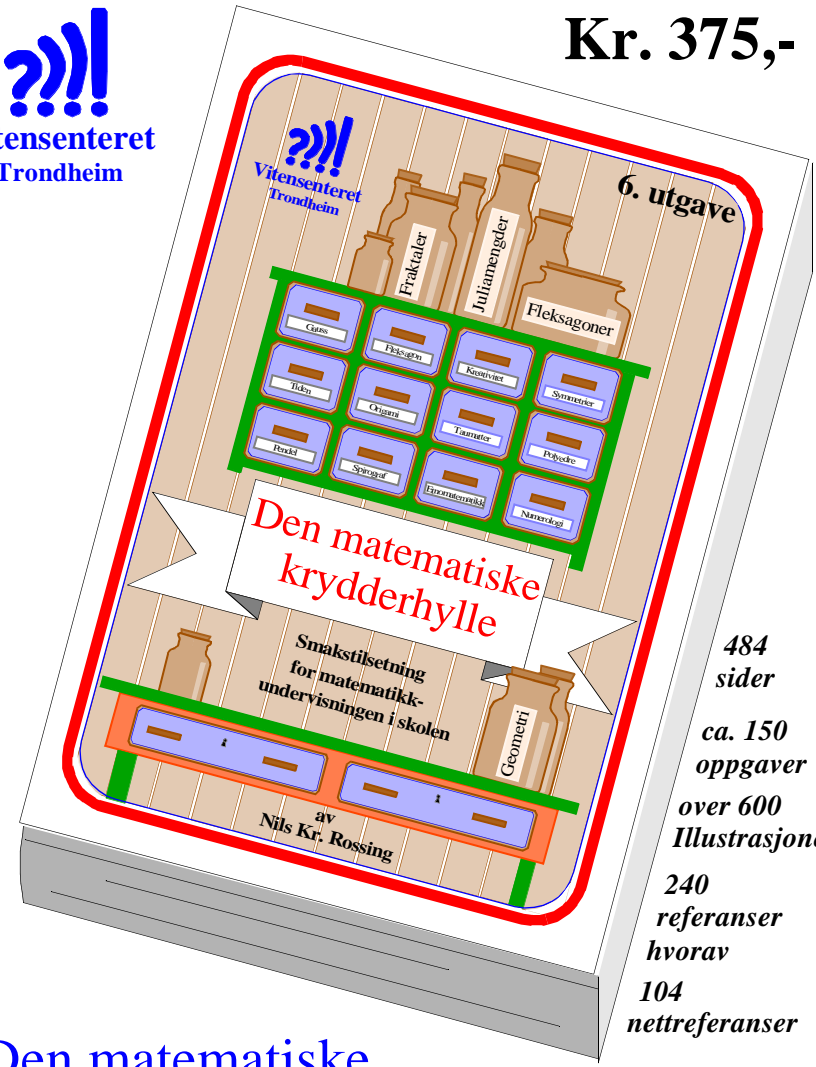 Kr. 375,-
tensenteret
Trondheim
Vitensenteret
Trondheim
6. utgave
Fraktaler
Juliamengder
Fleksagoner
Gauss
Fleksagon
Kreativitet
Symmetrier
Tiden
Origami
Taumatter
Polyedre
Pendel
Spirograf
Etnomatematikk
Numerologi
Den matematiske
krydderhylle
Smakstilsetning
for matematikk-
undervisningen i skolen
Geometri
av
Nils Kr. Rossing
484
sider
ca. 150
oppgaver
over 600
Illustrasjone
240
referanser
hvorav
104
nettreferanser
Den matematiske